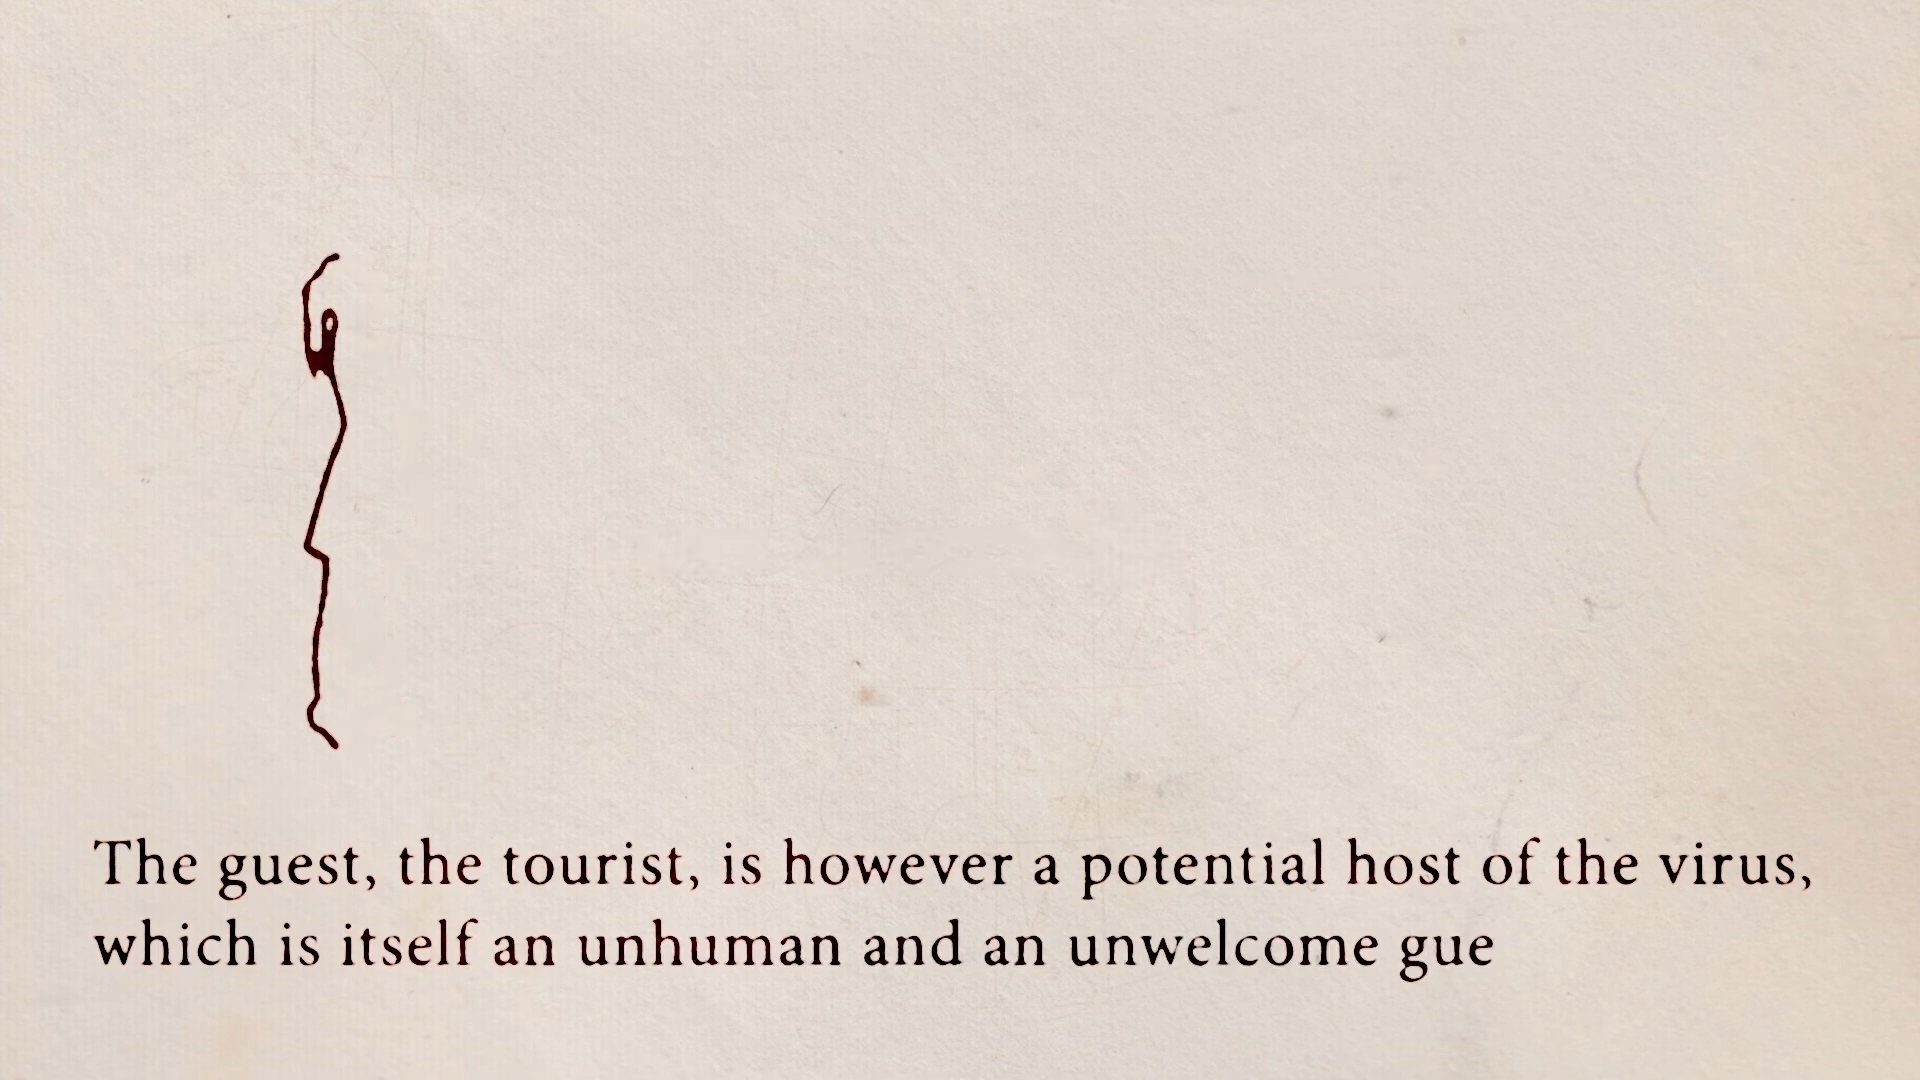 The guest, the tourist, is however a potential host of the virus,
which is itself an unhuman and an unwelcome gue